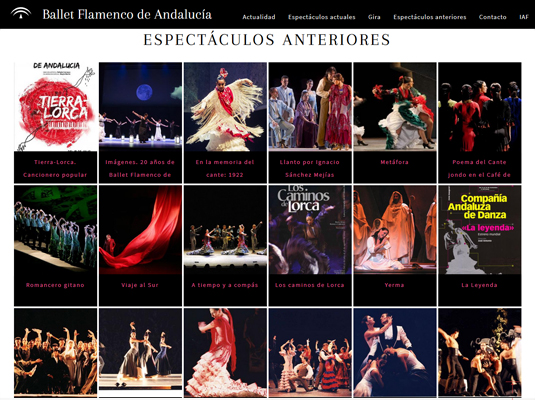 Ballet Flamenco de Andalucía
Actualidad
Espectáculos actuales
Gira
Espectáculos anteriores
Contacto
IAF
ESPECTÁCULOS ANTERIORES
DE ANDALUCIA
TIERRA-
LORCA
Tierra-Lorca.
Cancionero popular
Imágenes. 20 años de
Ballet Flamenco de
En la memoria del
cante: 1922
Llanto por Ignacio
Sánchez Mejías
Metáfora
Poema del Cante
jondo en el Café de
Los
Caminos
de Lorca
Compañía
Andaluza
de Danza
«La leyenda»
Romancero gitano
Viaje al Sur
A tiempo y a compás
Los caminos de Lorca
Yerma
La Leyenda